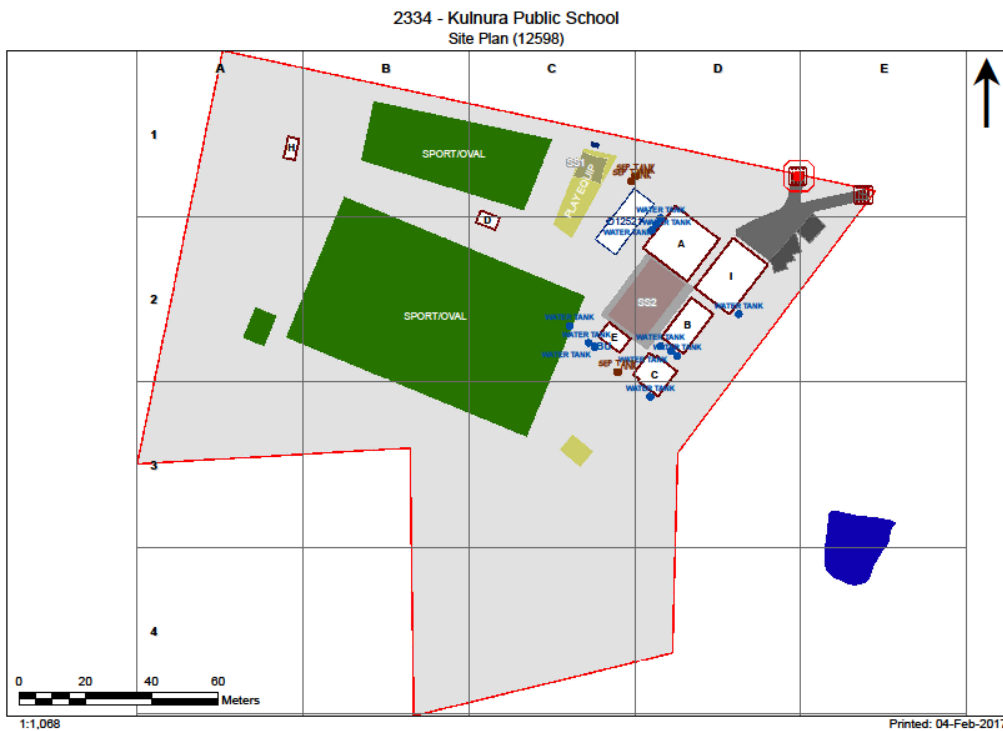 2334 - Kulnura Public School
Site Plan (12598)
A
B
C
D
E
1
H
SPORT/OVAL
SS1
PLAY EQUIP
SEP TANK
SEP TANK
D
WATER TANK
WATER TANK
WATER TANK
A
I
2
SPORT/OVAL
SS2
WATER TANK
WATER TANK
WATER TANK
WATER TANK
B
E
WATER TANK
WATER TANK
WATER TANK
SEP TANK
C
WATER TANK
3
4
0 20 40 60
Meters
1:1,068
Printed: 04-Feb-2017